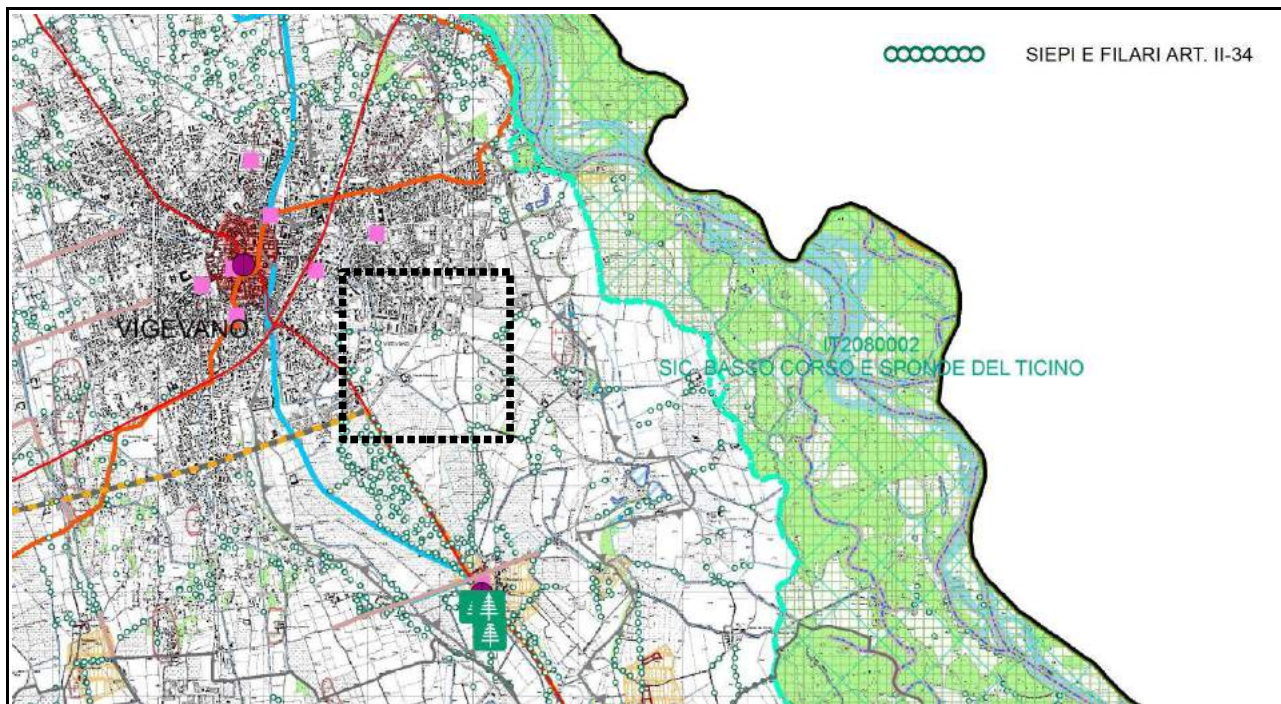 SIEPI E FILARI ART. II-34
VIGEVANO
IT2080002
SIC BASSO CORSO E SPONDE DEL TICINO